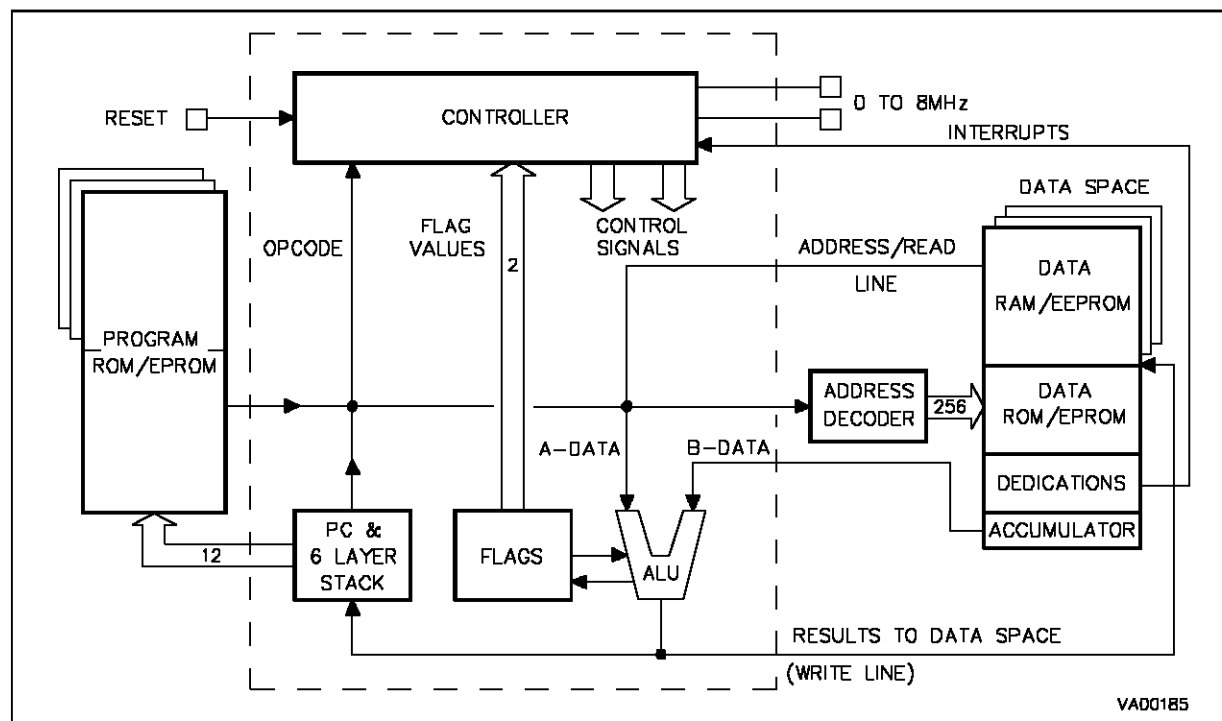 CONTROLLER
RESET
0 TO 8MHz
INTERRUPTS
DATA SPACE
OPCODE
FLAG
VALUES
2
CONTROL
SIGNALS
ADDRESS/READ
LINE
DATA
RAM/EEPROM
PROGRAM
ROM/EPROM
ADDRESS
DECODER
256
DATA
ROM/EPROM
A-DATA
B-DATA
DEDICATIONS
ACCUMULATOR
PC &
6 LAYER
STACK
12
FLAGS
ALU
RESULTS TO DATA SPACE
(WRITE LINE)
VA00185